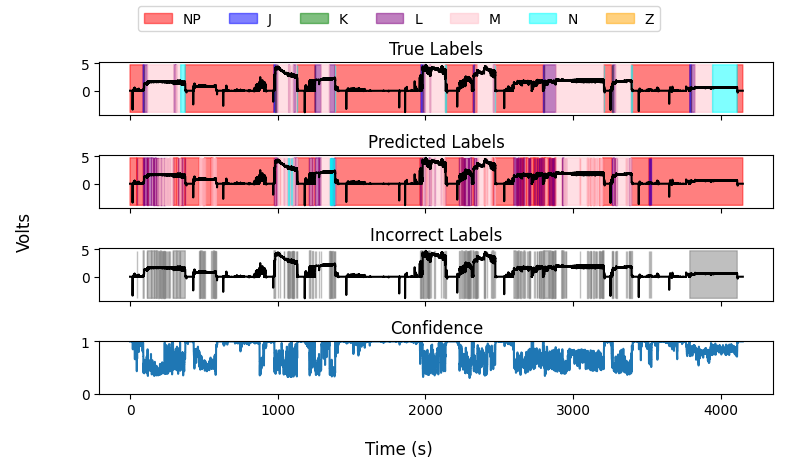 NP J K L M N Z
True Labels
5
0
Predicted Labels
5
0
Volts
Incorrect Labels
5
0
Confidence
1
0
0 1000 2000 3000 4000
Time (s)